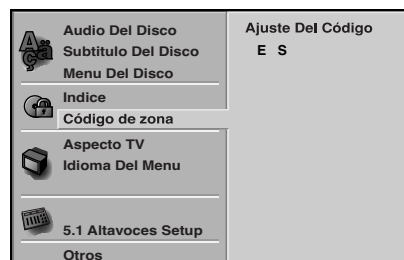 Audio Del Disco
Subtitulo Del Disco
Menu Del Disco
Indice
Código de zona
Aspecto TV
Idioma Del Menu
5.1 Altavoces Setup
Otros
Ajuste Del Código
E S